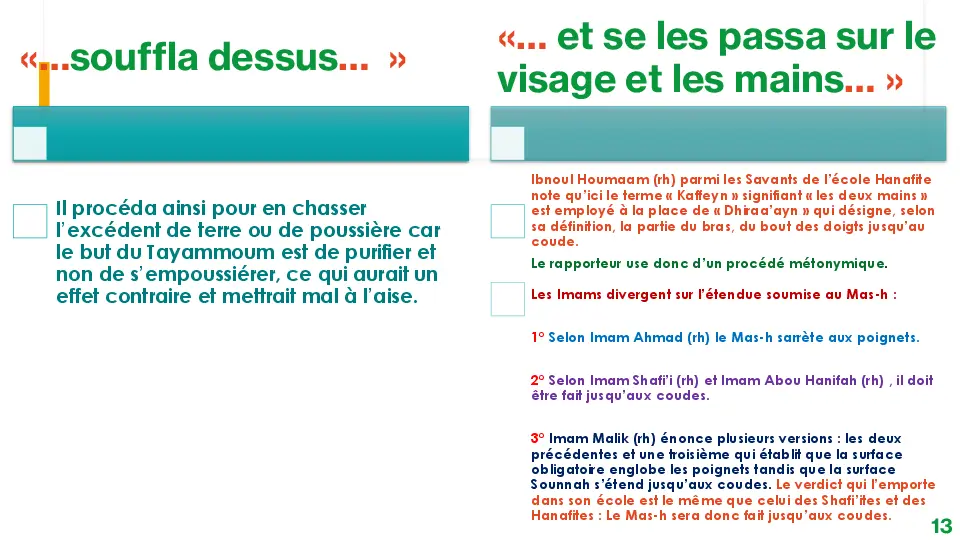 «...souffla dessus... »
Il procéda ainsi pour en chasser
l'excédent de terre ou de poussière car
le but du Tayammoum est de purifier et
non de s'empoussiérer, ce qui aurait un
effet contraire et mettrait mal à l'aise.
«... et se les passa sur le
visage et les mains... »
Ibnoul Houmaam (rh) parmi les Savants de l'école Hanafite
note qu'ici le terme « Kaffeyn » signifiant « les deux mains »
est employé à la place de « Dhiraa'ayn » qui désigne, selon
sa définition, la partie du bras, du bout des doigts jusqu'au
coude.
Le rapporteur use donc d'un procédé métonymique.
Les Imams divergent sur l'étendue soumise au Mas-h :
1° Selon Imam Ahmad (rh) le Mas-h sarrète aux poignets.
2° Selon Imam Shafi'i (rh) et Imam Abou Hanifah (rh) , il doit
être fait jusqu'aux coudes.
3° Imam Malik (rh) énonce plusieurs versions : les deux
précédentes et une troisième qui établit que la surface
obligatoire englobe les poignets tandis que la surface
Sounnah s'étend jusqu'aux coudes. Le verdict qui l'emporte
dans son école est le même que celui des Shafi'ites et des
Hanafites : Le Mas-h sera donc fait jusqu'aux coudes.
13